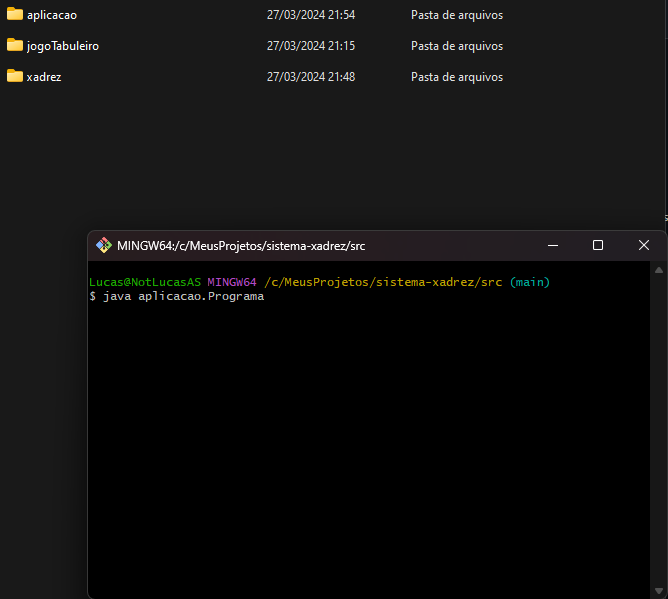 aplicacao 27/03/2024 21:54 Pasta de arquivos
jogoTabuleiro 27/03/2024 21:15 Pasta de arquivos
xadrez 27/03/2024 21:48 Pasta de arquivos
MINGW64:/c/MeusProjetos/sistema-xadrez/src
Lucas@NotLucasAS MINGW64 /c/MeusProjetos/sistema-xadrez/src (main)
$ java aplicacao.Programa